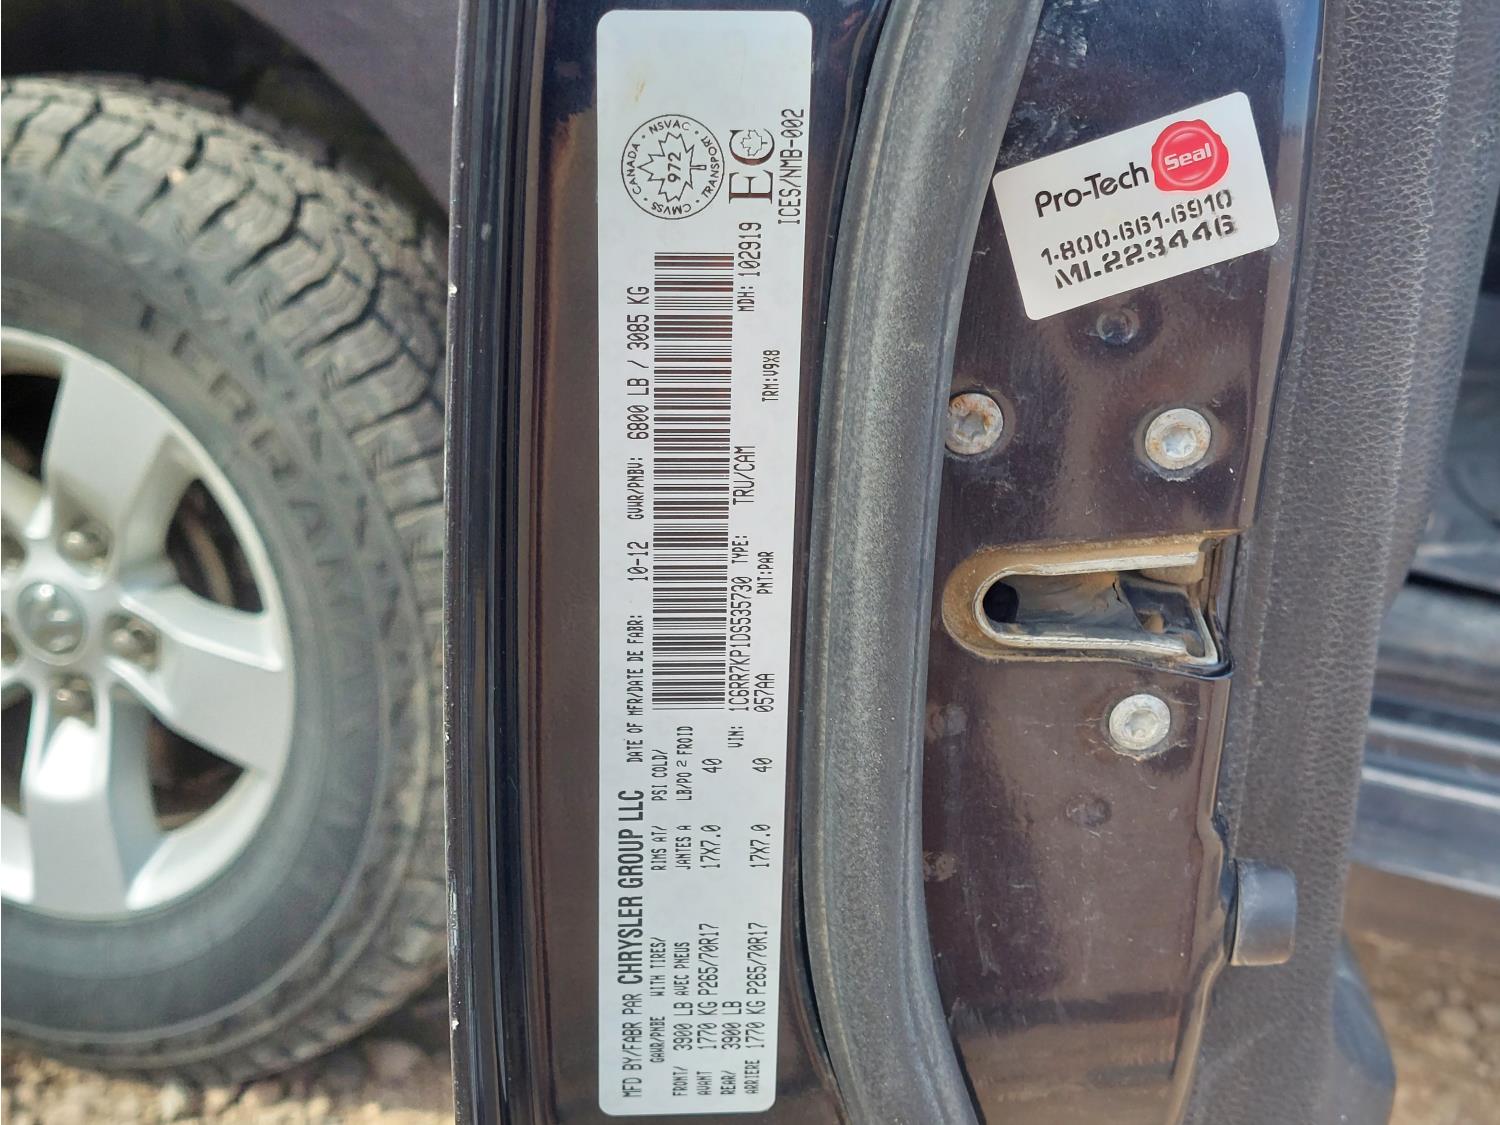 MFD BY/FABR PAR CHRYSLER GROUP LLC DATE OF MFR/DATE DE FABR: 10-12 GVWR/PNBV: 6800 LB / 3085 KG
GAWR/PNBE WITH TIRES/ RIMS AT/ PSI COLD/
FRONT/ 3900 LB AVEC PNEUS JANTES A LB/PO 2 FROID
AVANT 1770 KG P265/70R17 17X7.0 40
REAR/ 3900 LB VIN: 1C6RR7KP1DS535730 TYPE: TRU/CAM MDH: 102919
ARRIERE 1770 KG P265/70R17 17X7.0 40 057AA PNT:PAR TRM:V9X8
CANADA · NSVAC · TRANSPORT · CMVSS
972
EC
ICES/NMB-002
Pro-Tech Seal
1-800-661-6910
ML223446
TERRAIN